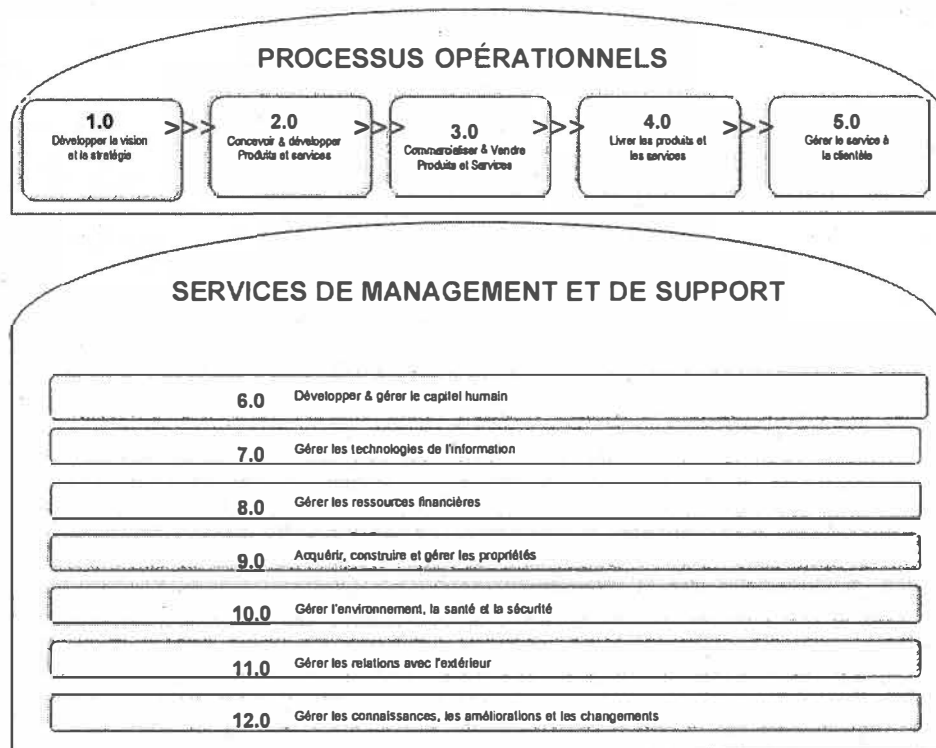 PROCESSUS OPÉRATIONNELS
1.0
Développer la vision
et la stratégie
>>>
2.0
Concevoir & développer
Produits et services
>>>
3.0
Commercialiser & Vendre
Produits et Services
>>>
4.0
Livrer les produits et
les services
>>>
5.0
Gérer le service à
la clientèle
SERVICES DE MANAGEMENT ET DE SUPPORT
6.0 Développer & gérer le capital humain
7.0 Gérer les technologies de l'information
8.0 Gérer les ressources financières
9.0 Acquérir, construire et gérer les propriétés
10.0 Gérer l'environnement, la santé et la sécurité
11.0 Gérer les relations avec l'extérieur
12.0 Gérer les connaissances, les améliorations et les changements